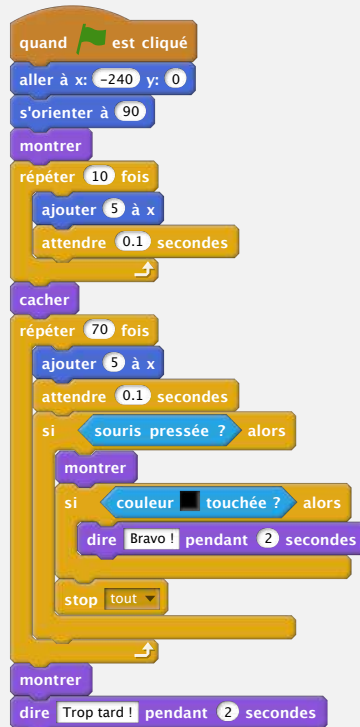 quand est cliqué
aller à x: -240 y: 0
s'orienter à 90
montrer
répéter 10 fois
ajouter 5 à x
attendre 0.1 secondes
cacher
répéter 70 fois
ajouter 5 à x
attendre 0.1 secondes
si souris pressée ? alors
montrer
si couleur touchée ? alors
dire Bravo ! pendant 2 secondes
stop tout
montrer
dire Trop tard ! pendant 2 secondes